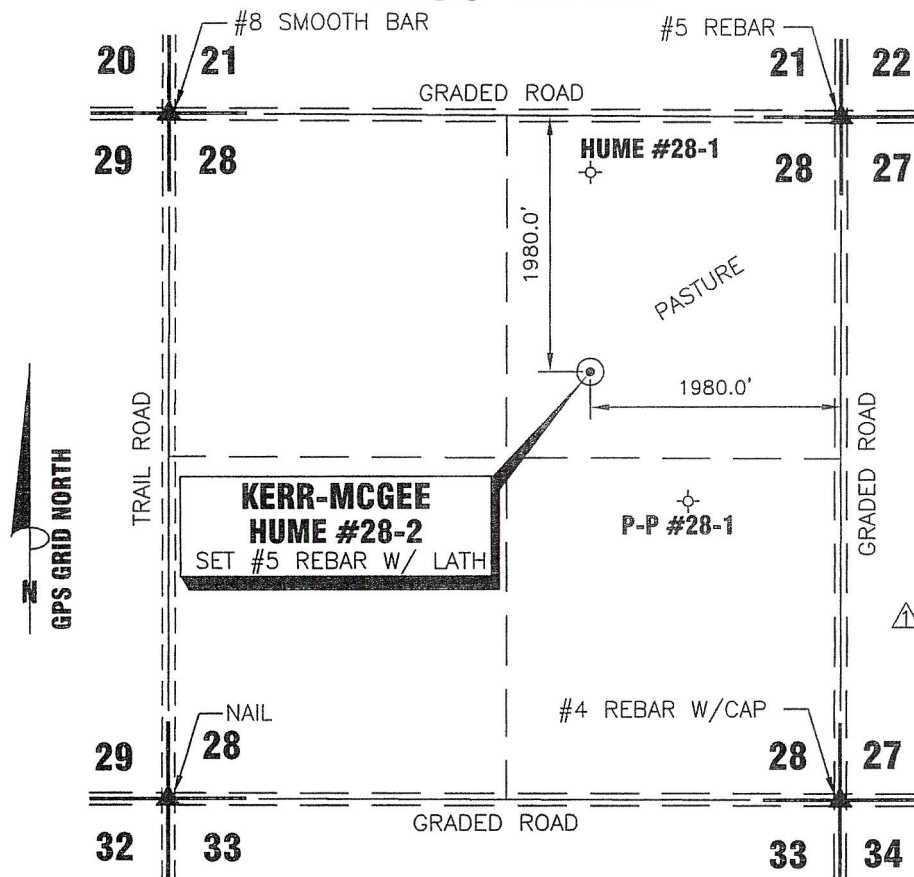 #8 SMOOTH BAR
#5 REBAR
20 21
21 22
GRADED ROAD
29 28
HUME #28-1
28 27
1980.0'
PASTURE
1980.0'
TRAIL ROAD
GRADED ROAD
GPS GRID NORTH
N
KERR-MCGEE
HUME #28-2
SET #5 REBAR W/ LATH
P-P #28-1
1
NAIL
#4 REBAR W/CAP
29 28
28 27
GRADED ROAD
32 33
33 34